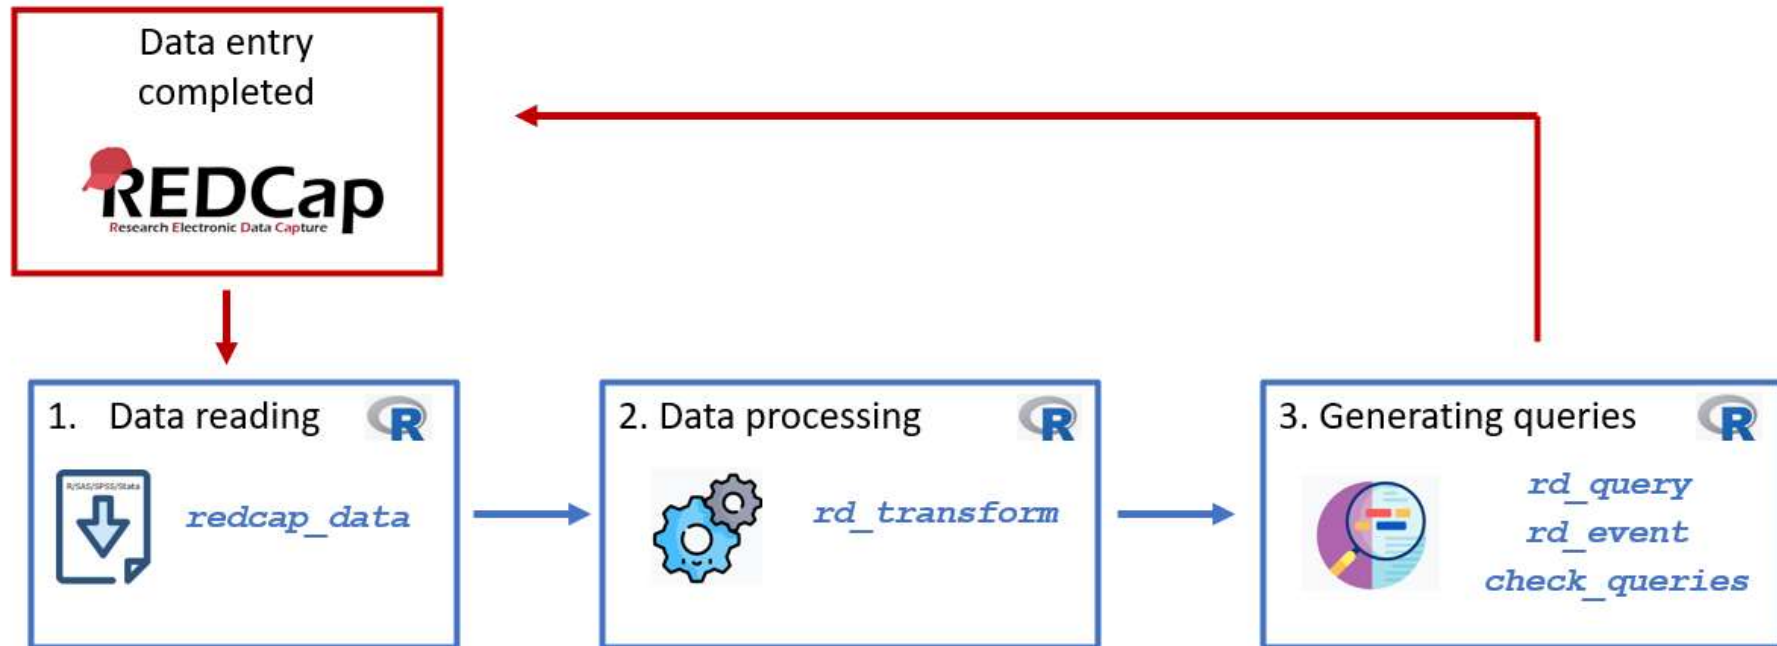 Data entry
completed
REDCap
Research Electronic Data Capture
1. Data reading
R
R/SAS/SPSS/Stata
redcap_data
2. Data processing
R
rd_transform
3. Generating queries
R
rd_query
rd_event
check_queries